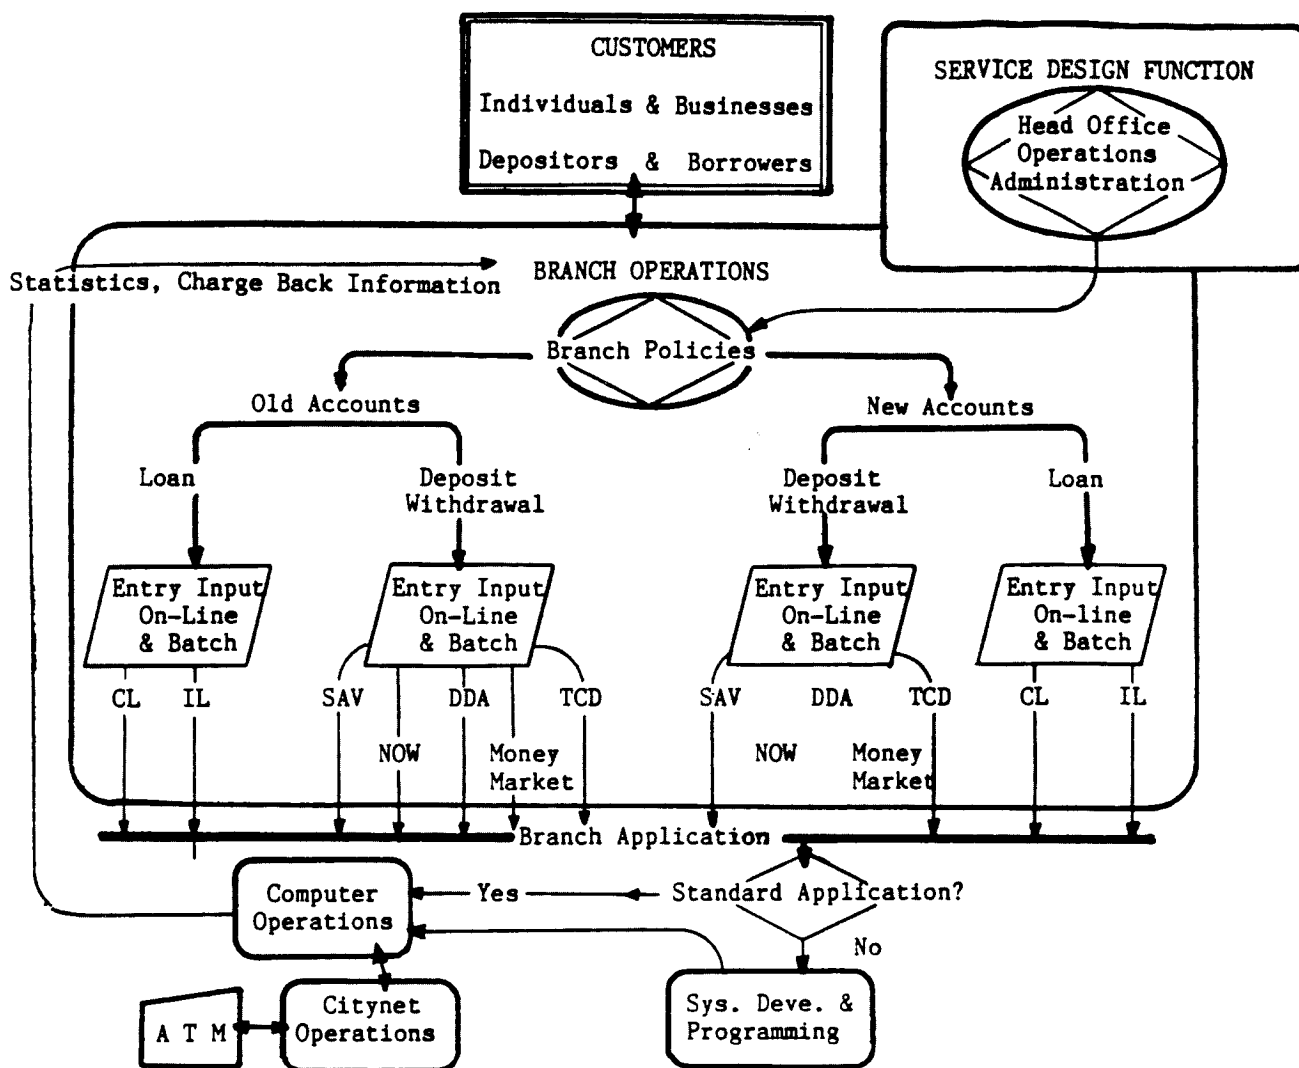 CUSTOMERS
Individuals & Businesses
Depositors & Borrowers
SERVICE DESIGN FUNCTION
Head Office
Operations
Administration
Statistics, Charge Back Information
BRANCH OPERATIONS
Branch Policies
Old Accounts
New Accounts
Loan
Deposit
Withdrawal
Deposit
Withdrawal
Loan
Entry Input
On-Line
& Batch
Entry Input
On-Line
& Batch
Entry Input
On-Line
& Batch
Entry Input
On-line
& Batch
CL IL
SAV DDA TCD
NOW Money
Market
SAV DDA TCD
NOW Money
Market
CL IL
Branch Application
Standard Application?
Yes
No
Computer
Operations
Citynet
Operations
A T M
Sys. Deve. &
Programming